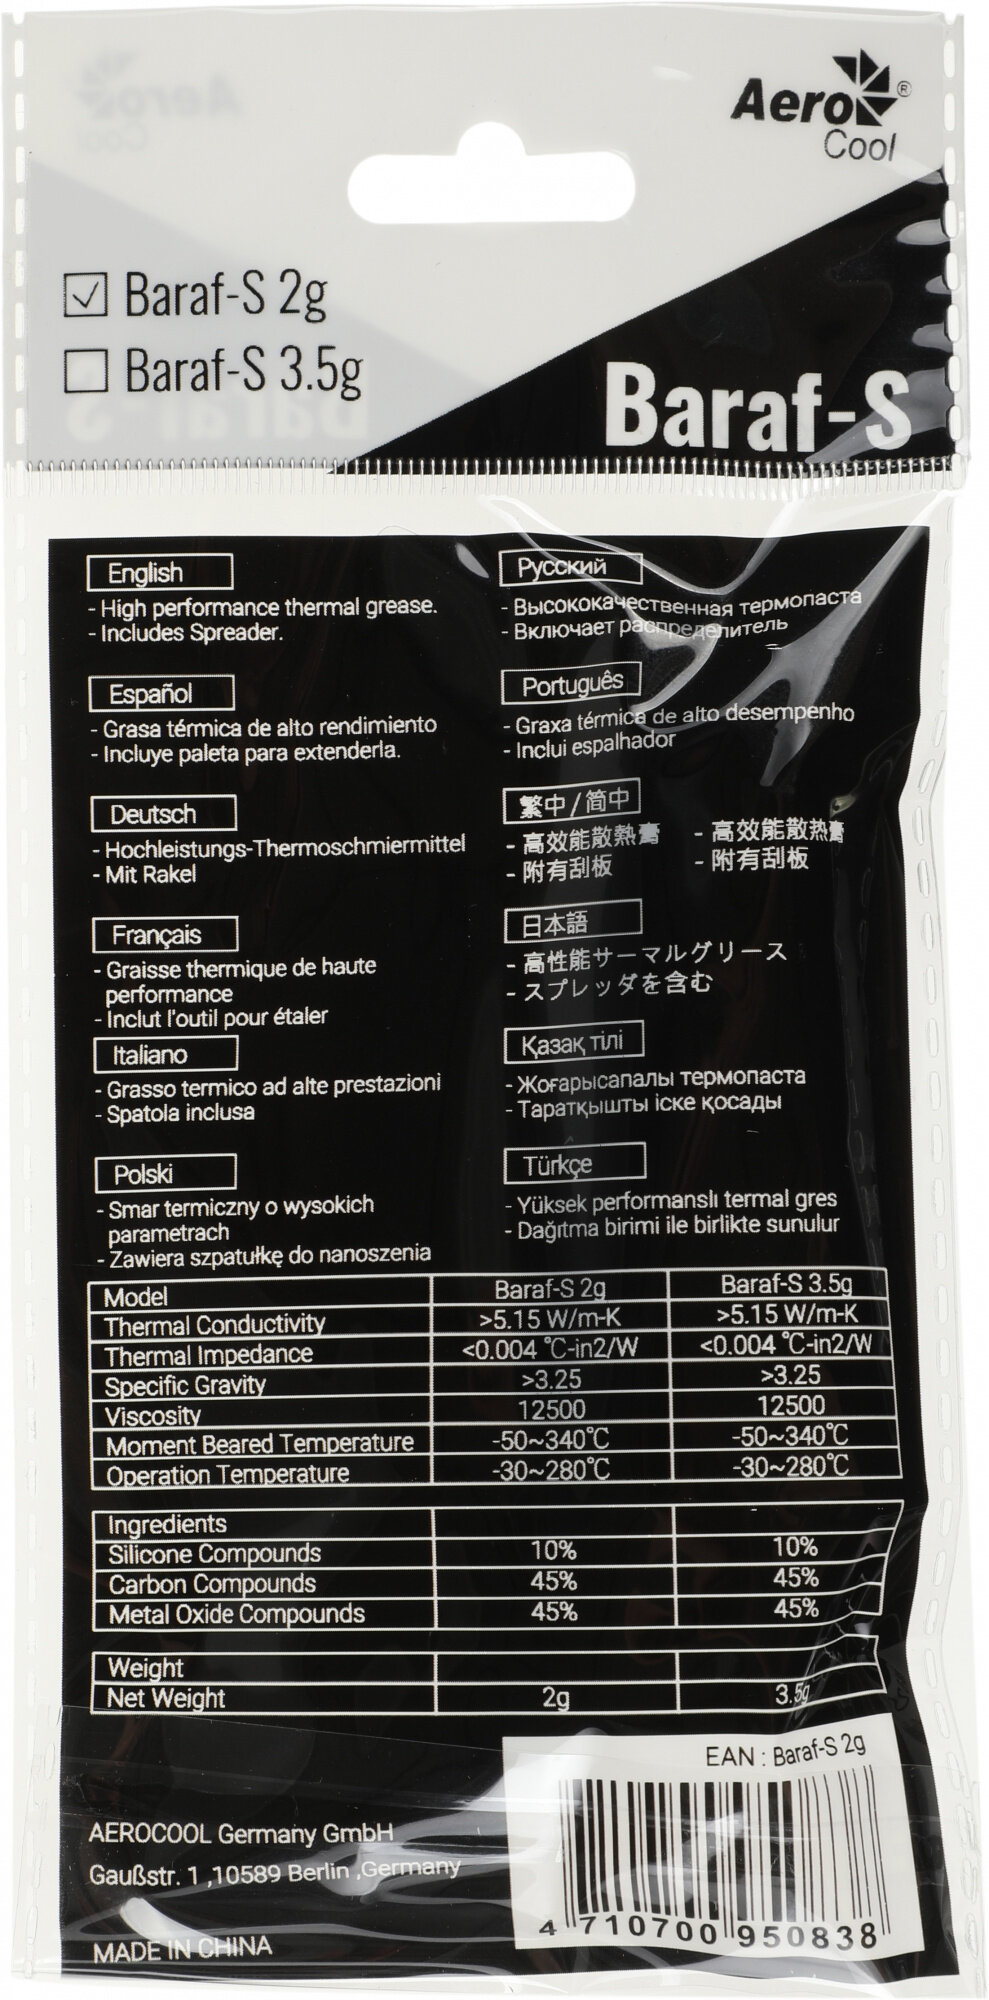 Aero
Cool
Baraf-S 2g
Baraf-S 3.5g
Baraf-S
English
- High performance thermal grease.
- Includes Spreader.
Español
- Grasa térmica de alto rendimiento
- Incluye paleta para extenderla.
Deutsch
- Hochleistungs-Thermoschmiermittel
- Mit Rakel
Français
- Graisse thermique de haute
performance
- Inclut l'outil pour étaler
Italiano
- Grasso termico ad alte prestazioni
- Spatola inclusa
Polski
- Smar termiczny o wysokich
parametrach
- Zawiera szpatułkę do nanoszenia
Русский
- Высококачественная термопаста
- Включает распределитель
Português
- Graxa térmica de alto desempenho
- Inclui espalhador
繁中/简中
- 高效能散熱膏 - 高效能散热膏
- 附有刮板 - 附有刮板
日本語
- 高性能サーマルグリース
- スプレッダを含む
Қазақ тілі
- Жоғарысапалы термопаста
- Таратқышты іске қосады
Türkçe
- Yüksek performanslı termal gres
- Dağıtma birimi ile birlikte sunulur
Model Baraf-S 2g Baraf-S 3.5g
Thermal Conductivity >5.15 W/m-K >5.15 W/m-K
Thermal Impedance <0.004 °C-in2/W <0.004 °C-in2/W
Specific Gravity >3.25 >3.25
Viscosity 12500 12500
Moment Beared Temperature -50~340°C -50~340°C
Operation Temperature -30~280°C -30~280°C
Ingredients
Silicone Compounds 10% 10%
Carbon Compounds 45% 45%
Metal Oxide Compounds 45% 45%
Weight
Net Weight 2g 3.5g
EAN : Baraf-S 2g
4 710700 950838
AEROCOOL Germany GmbH
Gaußstr. 1 ,10589 Berlin ,Germany
MADE IN CHINA